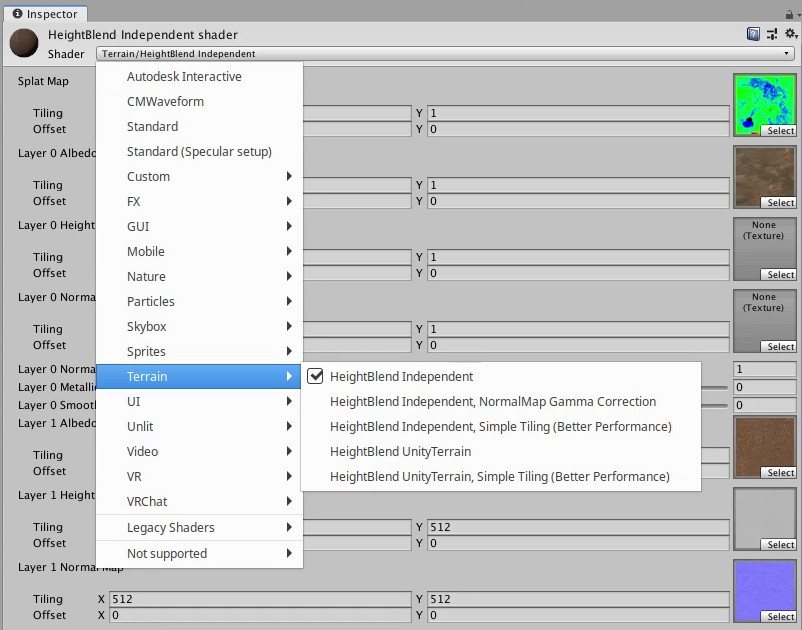 Inspector
HeightBlend Independent shader
Shader Terrain/HeightBlend Independent
Splat Map
Tiling Y 1
Offset Y 0
Select
Layer 0 Albedo
Tiling Y 1
Offset Y 0
Select
Layer 0 Height
None
(Texture)
Tiling Y 1
Offset Y 0
Select
Layer 0 Norma
None
(Texture)
Tiling Y 1
Offset Y 0
Select
Layer 0 Norma 1
Layer 0 Metalli 0
Layer 0 Smoot 0
Layer 1 Albedo
Tiling
Offset
Select
Layer 1 Height
Tiling Y 512
Offset Y 0
Select
Layer 1 Normal Map
Tiling X 512 Y 512
Offset X 0 Y 0
Select
Autodesk Interactive
CMWaveform
Standard
Standard (Specular setup)
Custom
FX
GUI
Mobile
Nature
Particles
Skybox
Sprites
Terrain
UI
Unlit
Video
VR
VRChat
Legacy Shaders
Not supported
HeightBlend Independent
HeightBlend Independent, NormalMap Gamma Correction
HeightBlend Independent, Simple Tiling (Better Performance)
HeightBlend UnityTerrain
HeightBlend UnityTerrain, Simple Tiling (Better Performance)